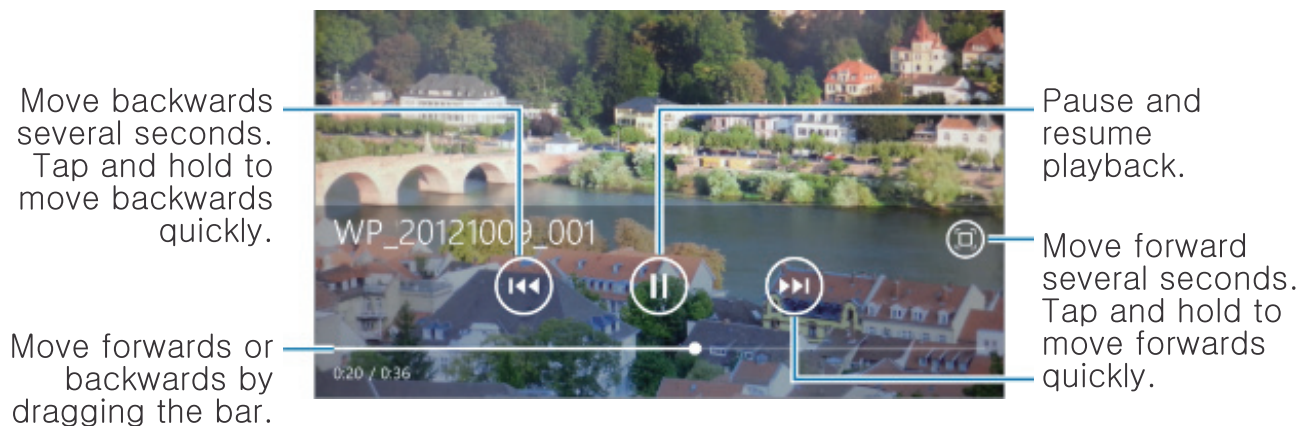 Move backwards
several seconds.
Tap and hold to
move backwards
quickly.
Pause and
resume
playback.
WP_20121009_001
Move forward
several seconds.
Tap and hold to
move forwards
quickly.
Move forwards or
backwards by
dragging the bar.
0:20 / 0:36